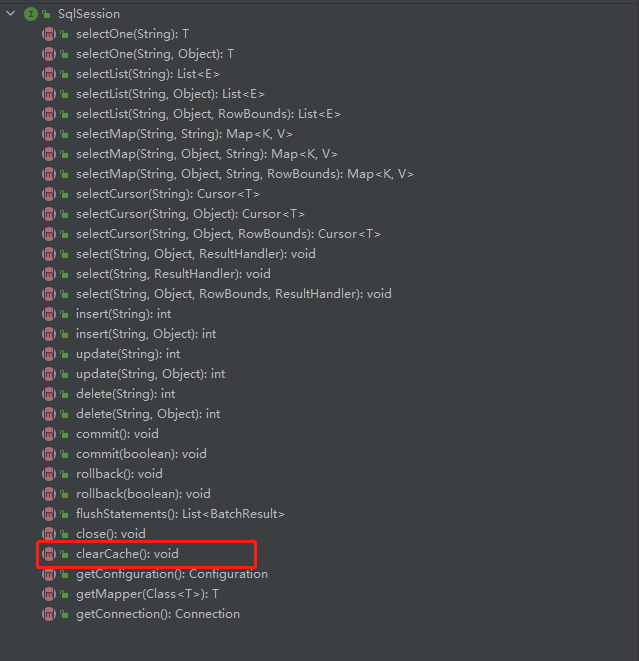 SqlSession
selectOne(String): T
selectOne(String, Object): T
selectList(String): List<E>
selectList(String, Object): List<E>
selectList(String, Object, RowBounds): List<E>
selectMap(String, String): Map<K, V>
selectMap(String, Object, String): Map<K, V>
selectMap(String, Object, String, RowBounds): Map<K, V>
selectCursor(String): Cursor<T>
selectCursor(String, Object): Cursor<T>
selectCursor(String, Object, RowBounds): Cursor<T>
select(String, Object, ResultHandler): void
select(String, ResultHandler): void
select(String, Object, RowBounds, ResultHandler): void
insert(String): int
insert(String, Object): int
update(String): int
update(String, Object): int
delete(String): int
delete(String, Object): int
commit(): void
commit(boolean): void
rollback(): void
rollback(boolean): void
flushStatements(): List<BatchResult>
close(): void
clearCache(): void
getConfiguration(): Configuration
getMapper(Class<T>): T
getConnection(): Connection